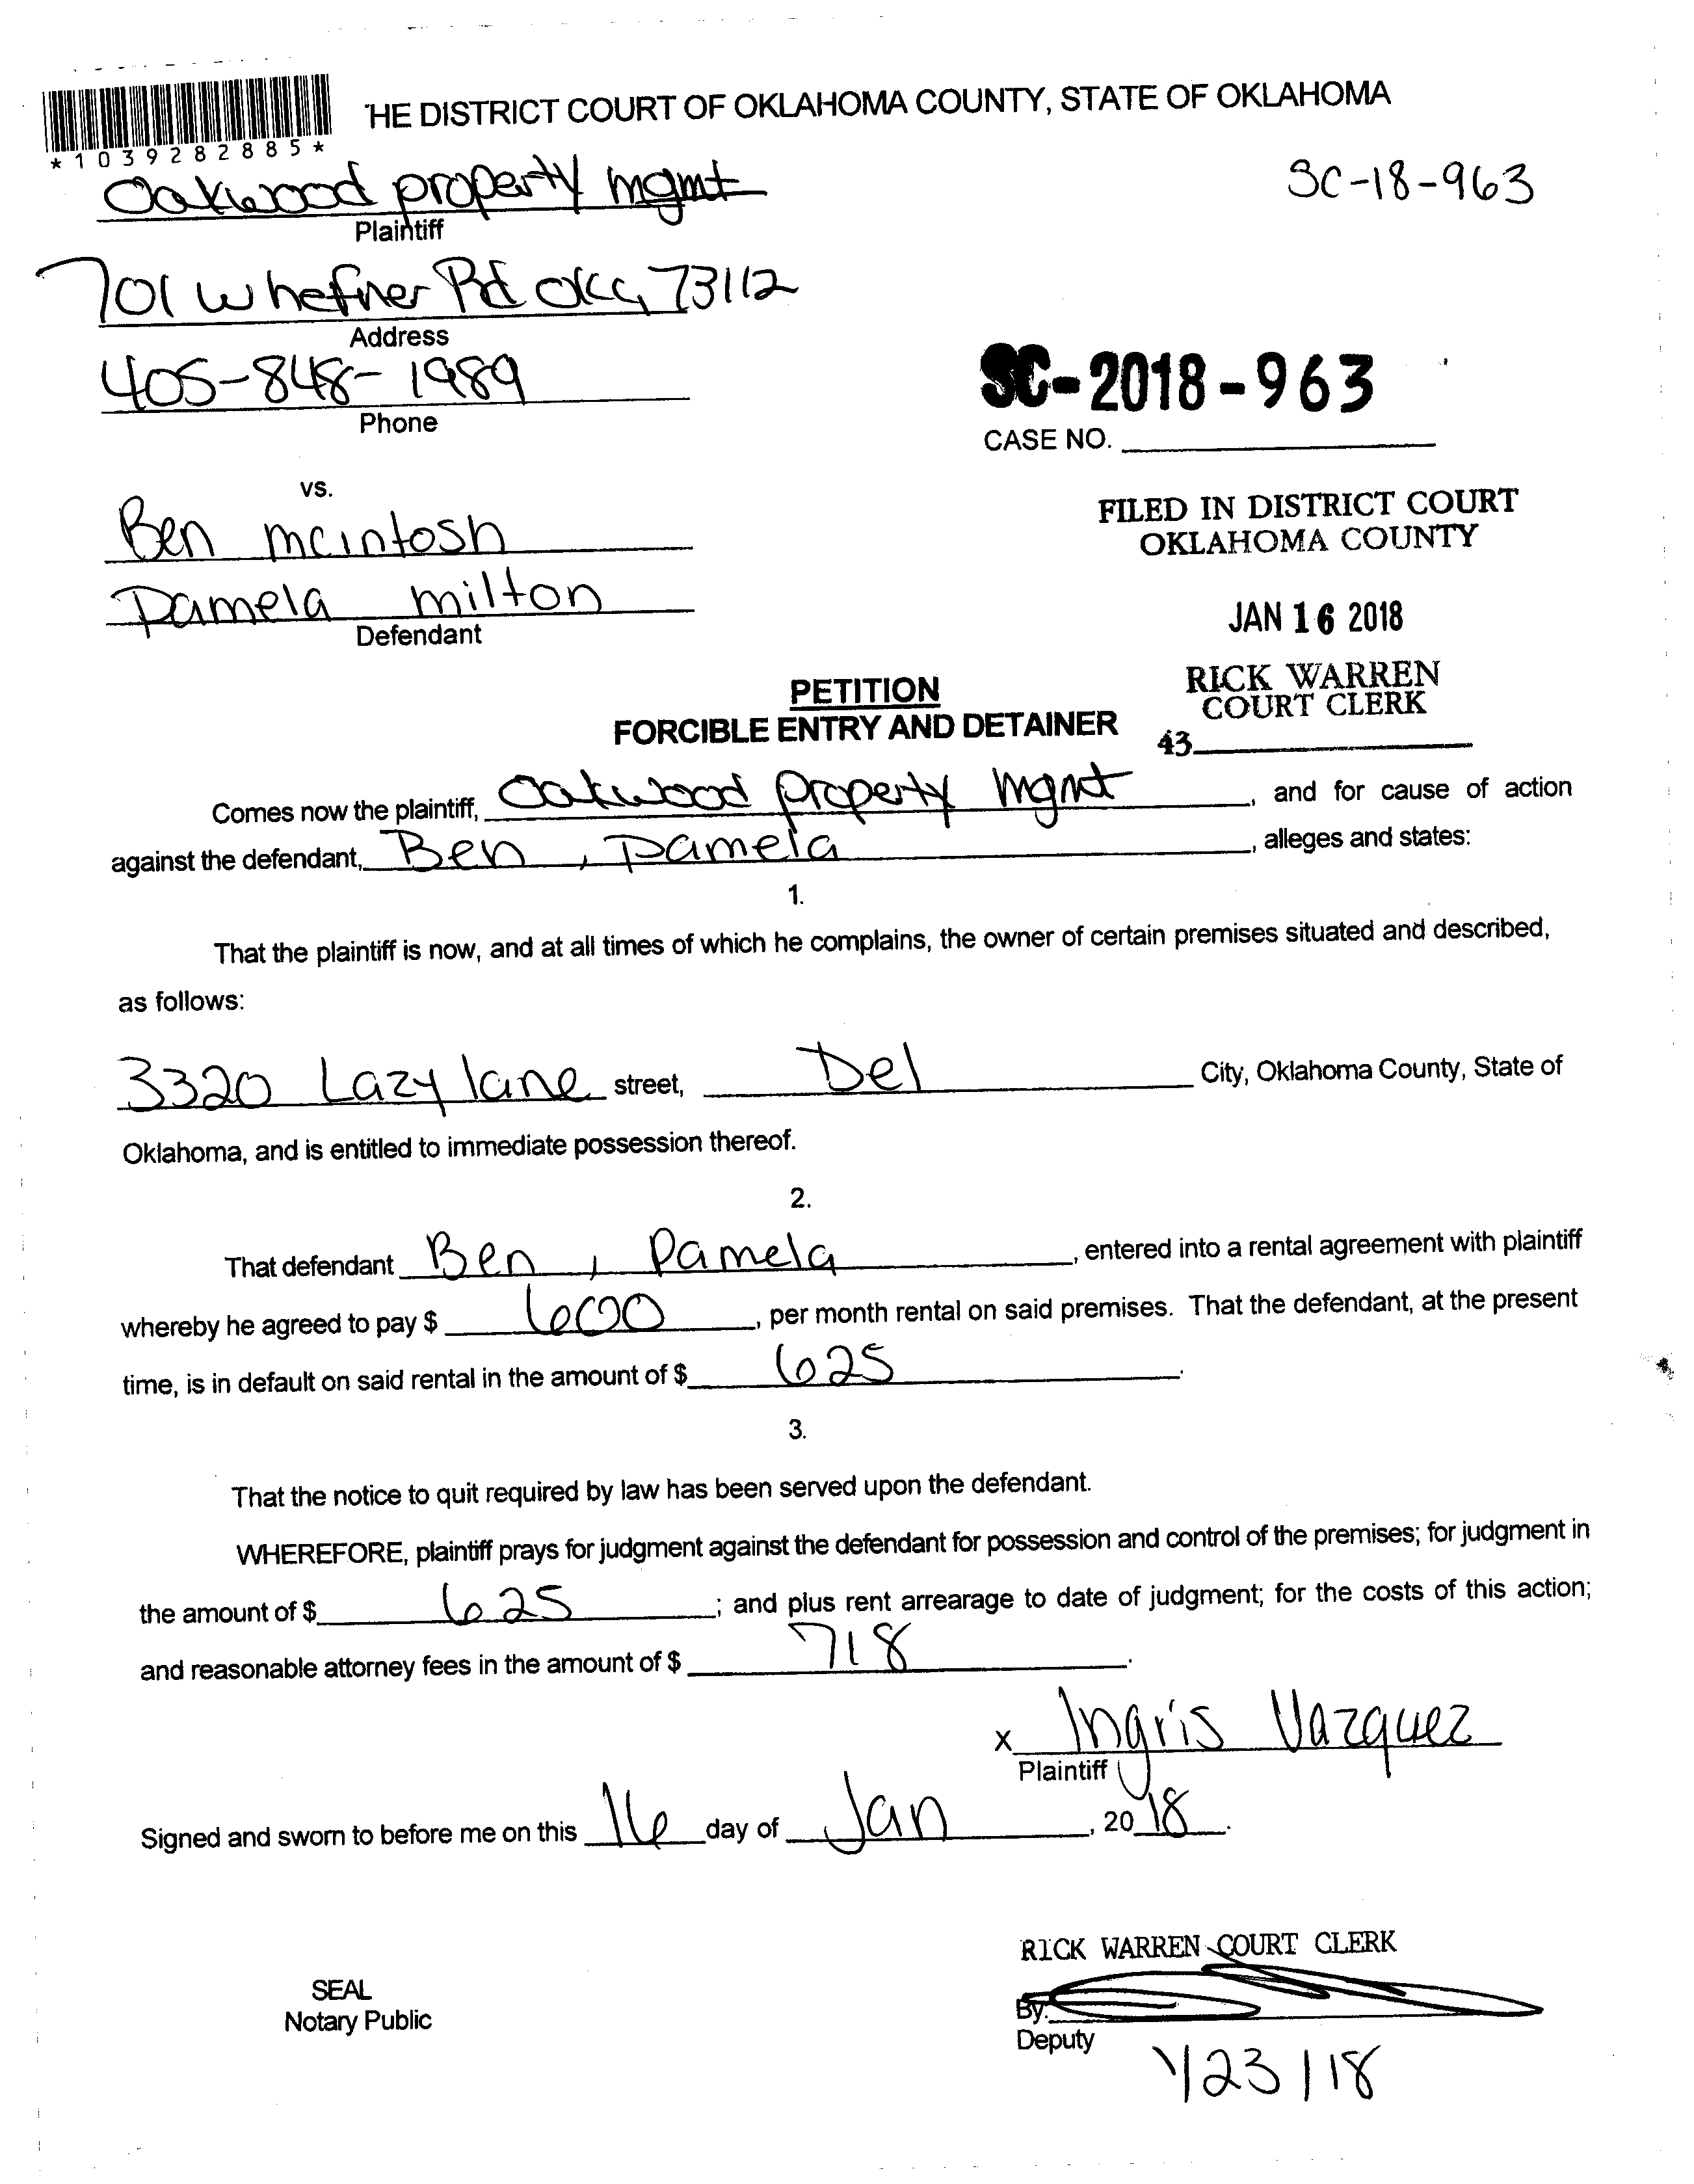 'HE DISTRICT COURT OF OKLAHOMA COUNTY, STATE OF OKLAHOMA
*1039282885*
Oakwood property mgmt
SC-18-963
Plaintiff
701 W hefner Rd OKC, 73112
Address
405-848-1989
Phone
SC-2018-963
CASE NO.
vs.
Ben mcintosh
FILED IN DISTRICT COURT
OKLAHOMA COUNTY
Pamela milton
Defendant
JAN 16 2018
RICK WARREN
COURT CLERK
43
PETITION
FORCIBLE ENTRY AND DETAINER
Comes now the plaintiff, Oakwood property mgmt, and for cause of action
against the defendant, Ben, Pamela, alleges and states:
1.
That the plaintiff is now, and at all times of which he complains, the owner of certain premises situated and described,
as follows:
3320 Lazy lane street, Del City, Oklahoma County, State of
Oklahoma, and is entitled to immediate possession thereof.
2.
That defendant Ben, Pamela, entered into a rental agreement with plaintiff
whereby he agreed to pay $ 600, per month rental on said premises. That the defendant, at the present
time, is in default on said rental in the amount of $ 625.
3.
That the notice to quit required by law has been served upon the defendant.
WHEREFORE, plaintiff prays for judgment against the defendant for possession and control of the premises; for judgment in
the amount of $ 625; and plus rent arrearage to date of judgment; for the costs of this action;
and reasonable attorney fees in the amount of $ 718.
x Ingris Vazquez
Plaintiff
Signed and sworn to before me on this 16 day of Jan, 20 18.
RICK WARREN COURT CLERK
SEAL
Notary Public
By:
Deputy
1/23/18